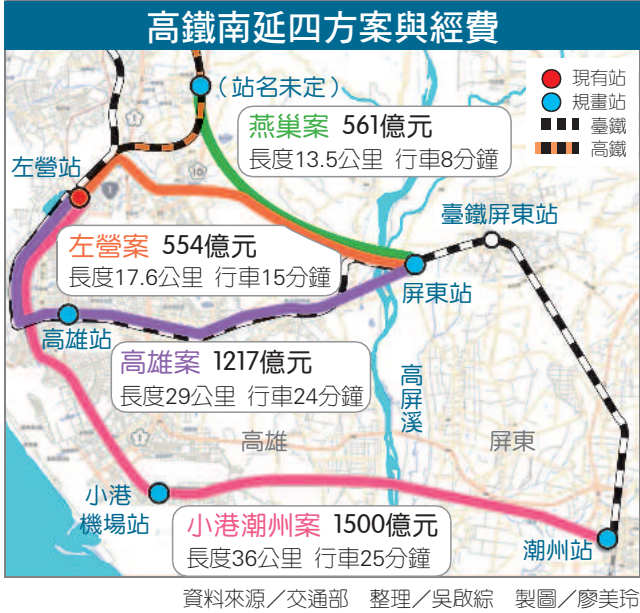 高鐵南延四方案與經費
現有站
規畫站
臺鐵
高鐵
(站名未定)
燕巢案 561億元
長度13.5公里 行車8分鐘
左營站
臺鐵屏東站
左營案 554億元
長度17.6公里 行車15分鐘
屏東站
高雄站
高雄案 1217億元
長度29公里 行車24分鐘
高屏溪
高雄
屏東
小港
機場站
小港潮州案 1500億元
長度36公里 行車25分鐘
潮州站
1
1
10
1
資料來源／交通部 整理／吳啟綜 製圖／廖美玲